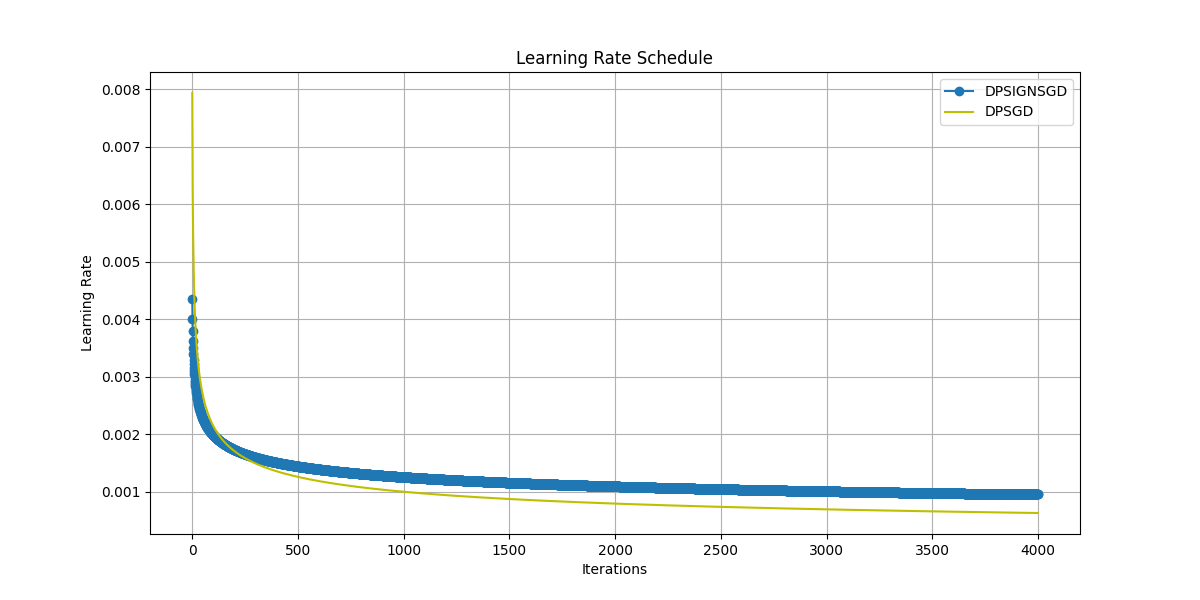 Learning Rate Schedule
DPSIGNSGD
DPSGD
Learning Rate
0.008
0.007
0.006
0.005
0.004
0.003
0.002
0.001
0 500 1000 1500 2000 2500 3000 3500 4000
Iterations